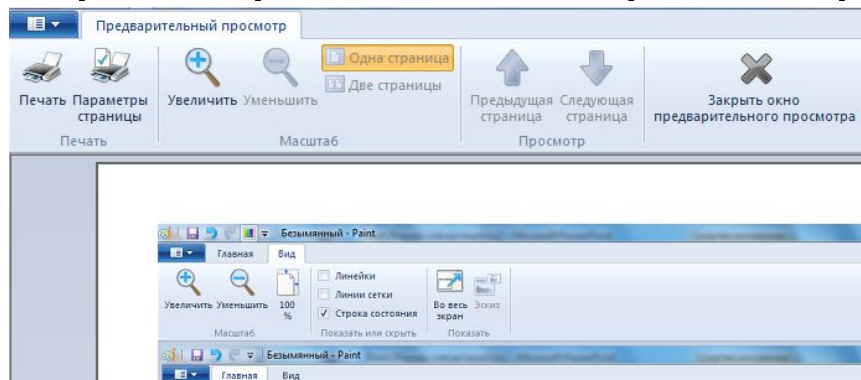 Предварительный просмотр
Одна страница
Две страницы
Печать Параметры страницы
Увеличить Уменьшить
Предыдущая страница Следующая страница
Закрыть окно предварительного просмотра
Печать Масштаб Просмотр
Безымянный - Paint
Главная Вид
Линейки
Линии сетки
Строка состояния
Увеличить Уменьшить 100 %
Во весь экран Эскиз
Масштаб Показать или скрыть Показать
Безымянный - Paint
Главная Вид